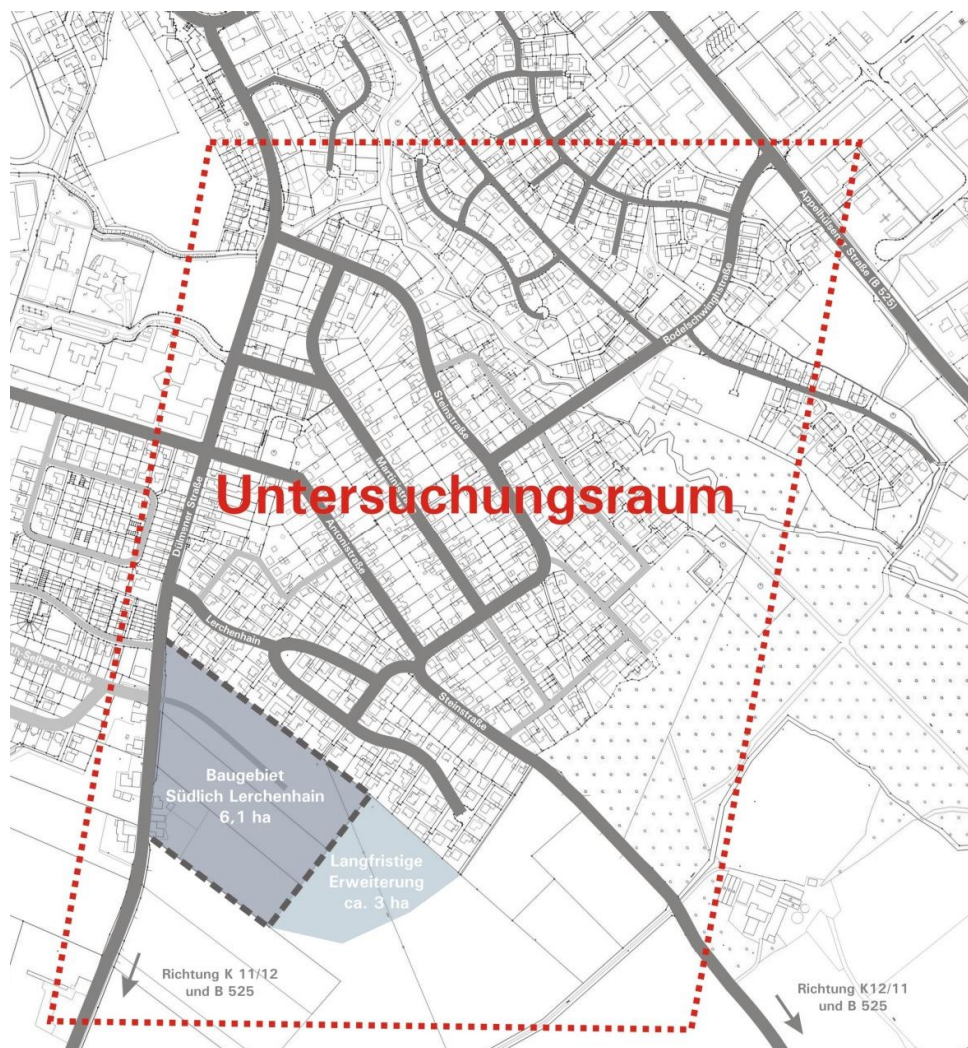 Appelhülsener Straße (B 525)
Bodelschwinghstraße
Steinstraße
Untersuchungsraum
Dülmener Straße
Antonistraße
Lerchenhain
Steinstraße
Baugebiet
Südlich Lerchenhain
6,1 ha
Langfristige
Erweiterung
ca. 3 ha
Richtung K 11/12
und B 525
Richtung K12/11
und B 525